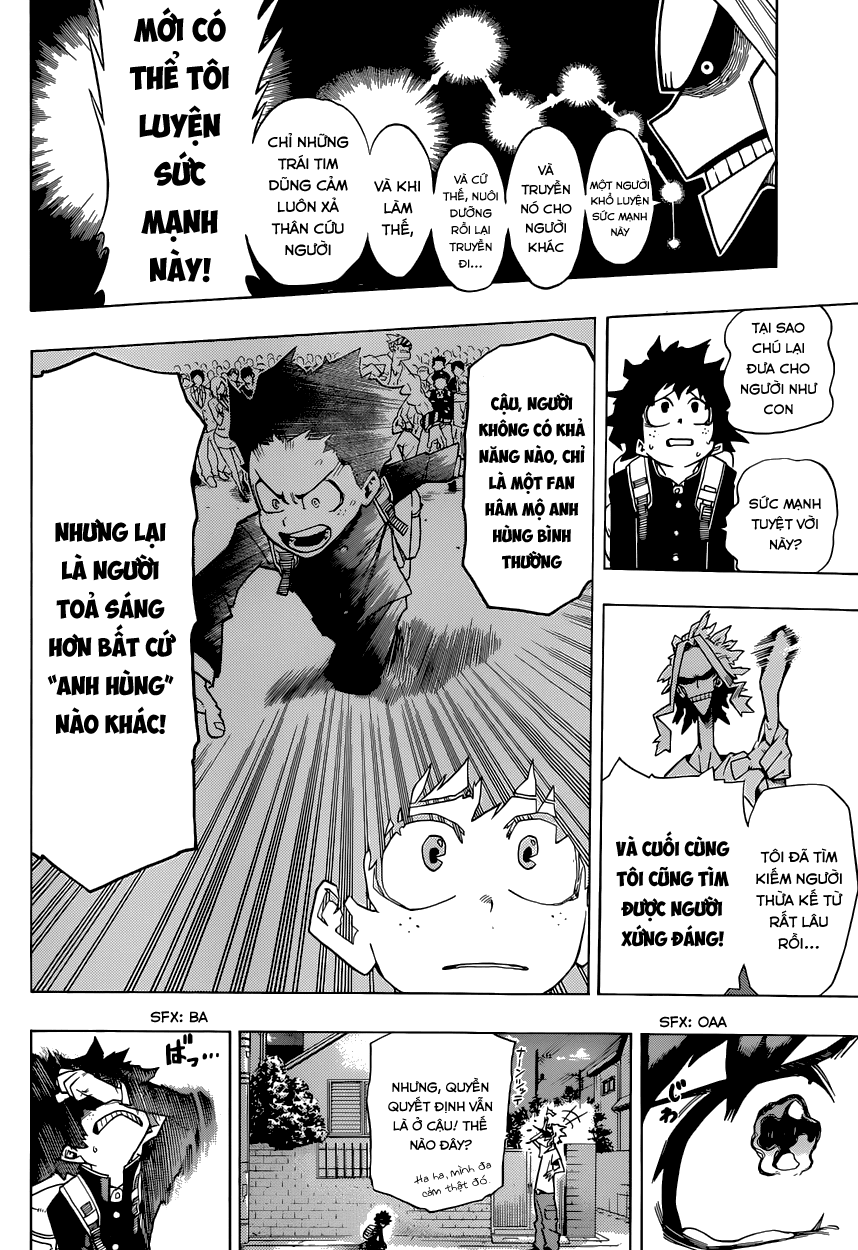 MỘT NGƯỜI
KHỔ LUYỆN
SỨC MẠNH
NÀY
VÀ
TRUYỀN
NÓ CHO
NGƯỜI
KHÁC
VÀ CỨ
THẾ, NUÔI
DƯỠNG
RỒI LẠI
TRUYỀN
ĐI...
VÀ KHI
LÀM
THẾ,
CHỈ NHỮNG
TRÁI TIM
DŨNG CẢM
LUÔN XẢ
THÂN CỨU
NGƯỜI
MỚI CÓ
THỂ TÔI
LUYỆN
SỨC
MẠNH
NÀY!
TẠI SAO
CHÚ LẠI
ĐƯA CHO
NGƯỜI NHƯ
CON
SỨC MẠNH
TUYỆT VỜI
NÀY?
CẬU, NGƯỜI
KHÔNG CÓ KHẢ
NĂNG NÀO, CHỈ
LÀ MỘT FAN
HÂM MỘ ANH
HÙNG BÌNH
THƯỜNG
NHƯNG LẠI
LÀ NGƯỜI
TOẢ SÁNG
HƠN BẤT CỨ
“ANH HÙNG”
NÀO KHÁC!
TÔI ĐÃ TÌM
KIẾM NGƯỜI
THỪA KẾ TỪ
RẤT LÂU
RỒI...
VÀ CUỐI CÙNG
TÔI CŨNG TÌM
ĐƯỢC NGƯỜI
XỨNG ĐÁNG!
SFX: OAA
じわ
NHƯNG, QUYỀN
QUYẾT ĐỊNH VẪN
LÀ Ở CẬU! THẾ
NÀO ĐÂY?
Ha ha, mình đa
cảm thật đó.
SFX: BA
ばっ…